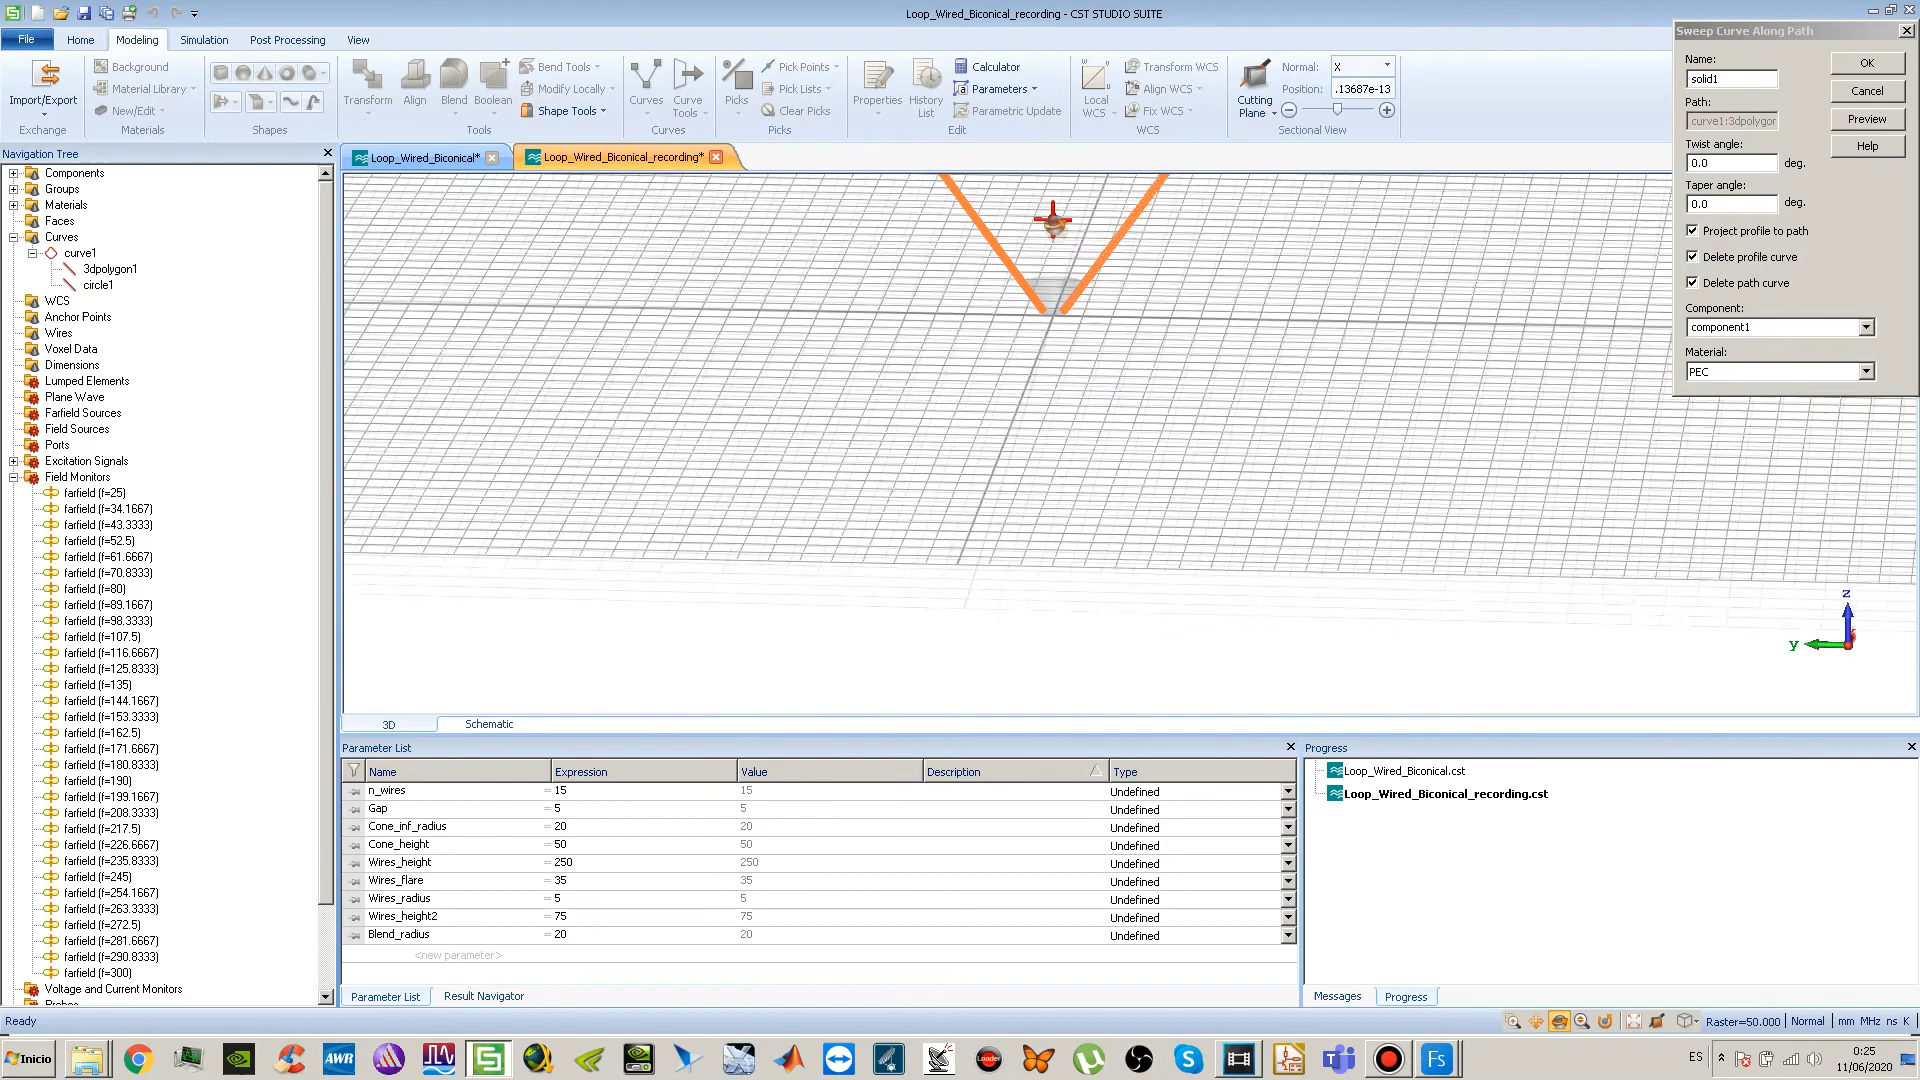 Loop_Wired_Biconical_recording - CST STUDIO SUITE
File
Home
Modeling
Simulation
Post Processing
View
Import/Export
Exchange
Background
Material Library
New/Edit
Materials
Shapes
Transform
Align
Blend
Boolean
Bend Tools
Modify Locally
Shape Tools
Tools
Curves
Curve Tools
Curves
Picks
Pick Points
Pick Lists
Clear Picks
Picks
Properties
History List
Calculator
Parameters
Parametric Update
Edit
Local WCS
Transform WCS
Align WCS
Fix WCS
WCS
Cutting Plane
Normal: X
Position: .13687e-13
Sectional View
Sweep Curve Along Path
Name:
solid1
Path:
curve1:3dpolygor
Twist angle:
0.0 deg.
Taper angle:
0.0 deg.
Project profile to path
Delete profile curve
Delete path curve
Component:
component1
Material:
PEC
OK
Cancel
Preview
Help
Navigation Tree
Components
Groups
Materials
Faces
Curves
curve1
3dpolygon1
circle1
WCS
Anchor Points
Wires
Voxel Data
Dimensions
Lumped Elements
Plane Wave
Farfield Sources
Field Sources
Ports
Excitation Signals
Field Monitors
farfield (f=25)
farfield (f=34.1667)
farfield (f=43.3333)
farfield (f=52.5)
farfield (f=61.6667)
farfield (f=70.8333)
farfield (f=80)
farfield (f=89.1667)
farfield (f=98.3333)
farfield (f=107.5)
farfield (f=116.6667)
farfield (f=125.8333)
farfield (f=135)
farfield (f=144.1667)
farfield (f=153.3333)
farfield (f=162.5)
farfield (f=171.6667)
farfield (f=180.8333)
farfield (f=190)
farfield (f=199.1667)
farfield (f=208.3333)
farfield (f=217.5)
farfield (f=226.6667)
farfield (f=235.8333)
farfield (f=245)
farfield (f=254.1667)
farfield (f=263.3333)
farfield (f=272.5)
farfield (f=281.6667)
farfield (f=290.8333)
farfield (f=300)
Voltage and Current Monitors
Probes
Loop_Wired_Biconical*
Loop_Wired_Biconical_recording*
z
y
3D
Schematic
Parameter List
Name Expression Value Description Type
n_wires = 15 15 Undefined
Gap = 5 5 Undefined
Cone_inf_radius = 20 20 Undefined
Cone_height = 50 50 Undefined
Wires_height = 250 250 Undefined
Wires_flare = 35 35 Undefined
Wires_radius = 5 5 Undefined
Wires_height2 = 75 75 Undefined
Blend_radius = 20 20 Undefined
<new parameter>
Parameter List
Result Navigator
Progress
Loop_Wired_Biconical.cst
Loop_Wired_Biconical_recording.cst
Messages
Progress
Ready
Raster=50.000
Normal
mm MHz ns K
Inicio
AWR
Loader
Fs
ES
0:25
11/06/2020